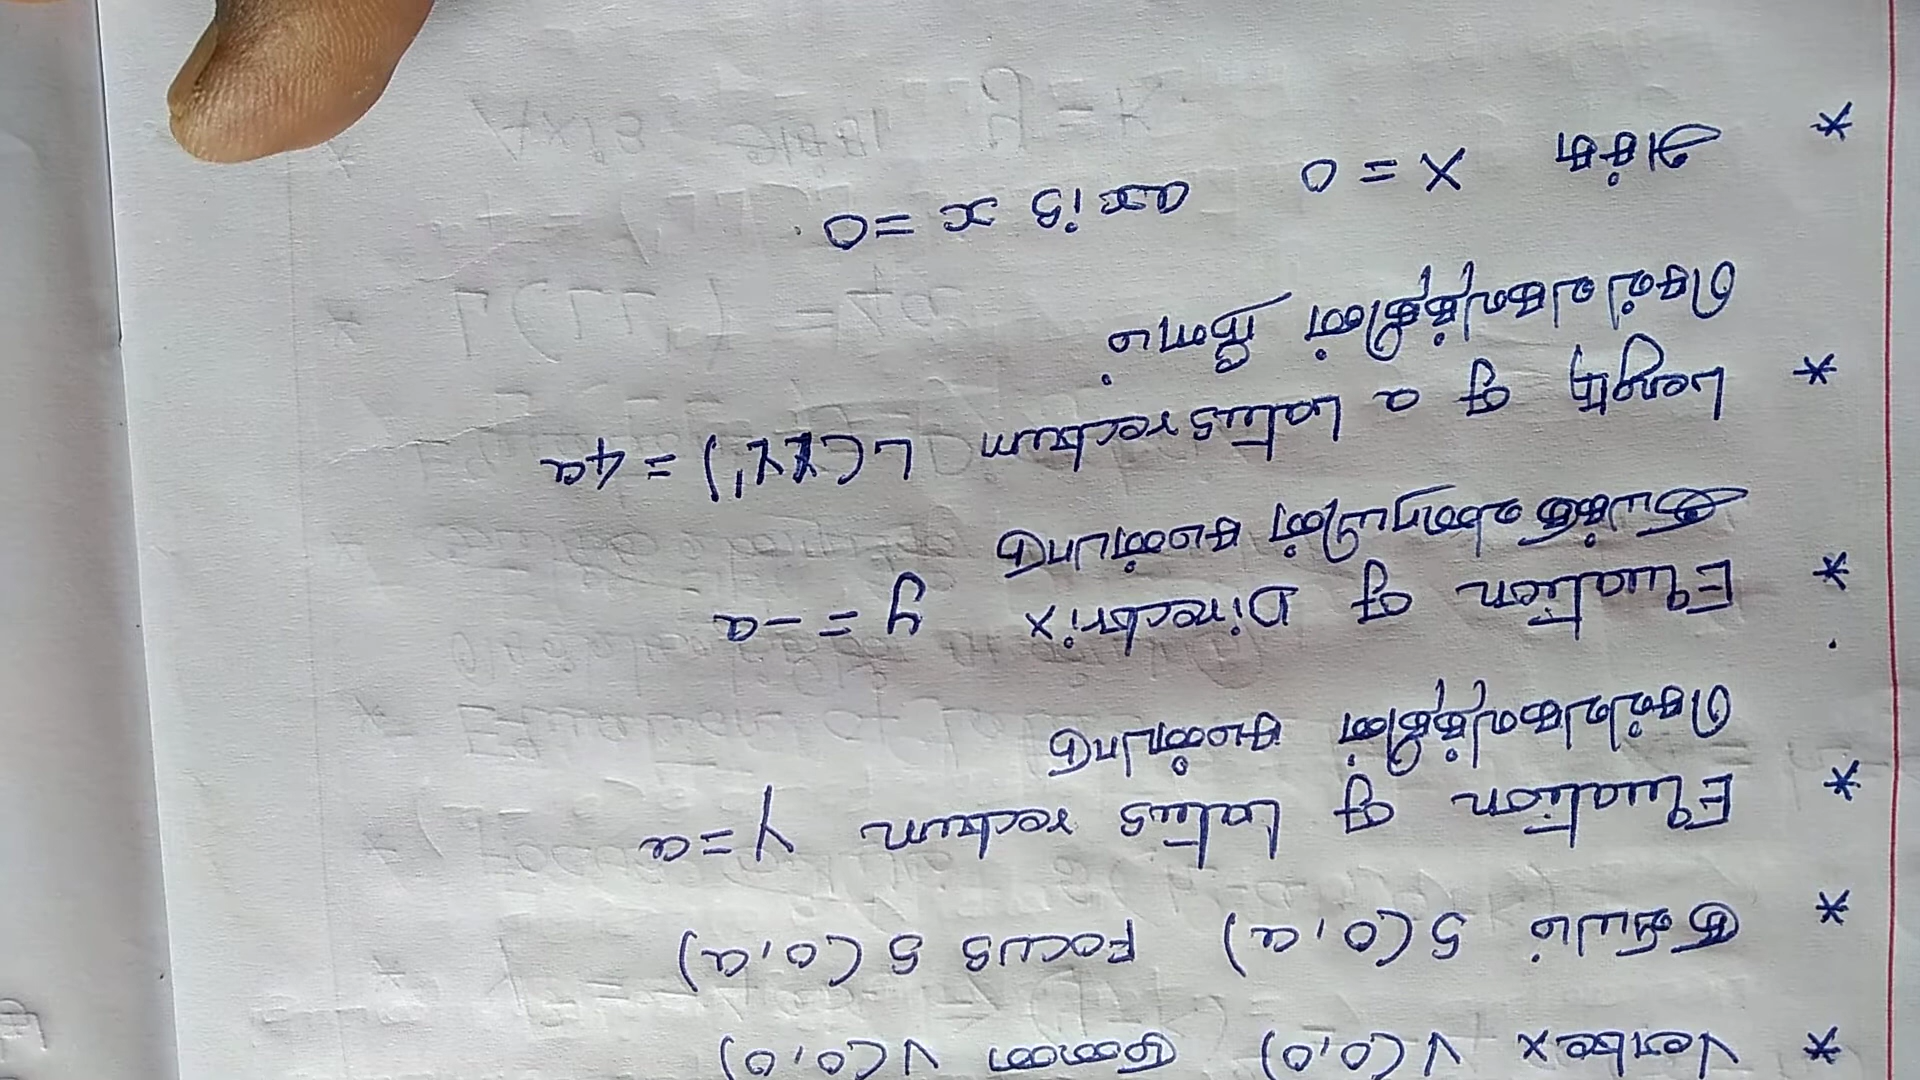 * Vertex V(0,0) முனை V(0,0)
* குவியம் S(0,a) Focus S(0,a)
* Equation of Latus rectum y=a
செவ்வகலத்தின் சமன்பாடு
* Equation of Directrix y = -a
இயக்குவரையின் சமன்பாடு
* Length of a Latus rectum L( ) = 4a
செவ்வகலத்தின் நீளம்
* அச்சு x = 0 axis x = 0.